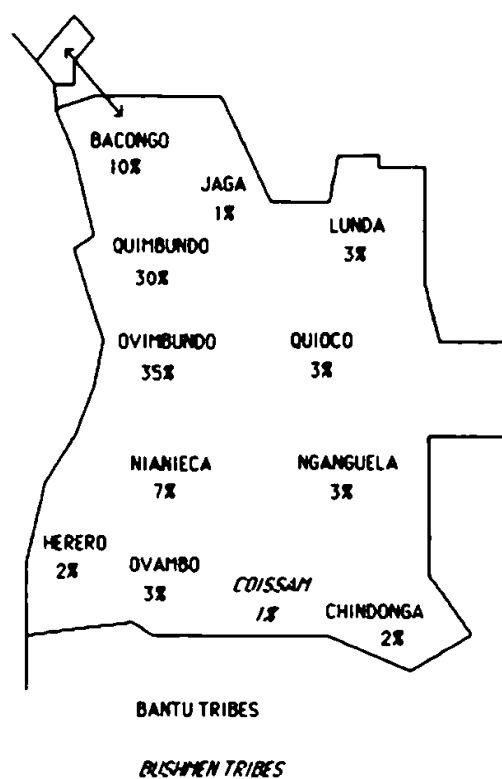 BACONGO
10%
JAGA
1%
LUNDA
3%
QUIMBUNDO
30%
OVIMBUNDO
35%
QUIOCO
3%
NIANIECA
7%
NGANGUELA
3%
HERERO
2%
OVAMBO
3%
COISSAM
1%
CHINDONGA
2%
BANTU TRIBES
BUSHMEN TRIBES